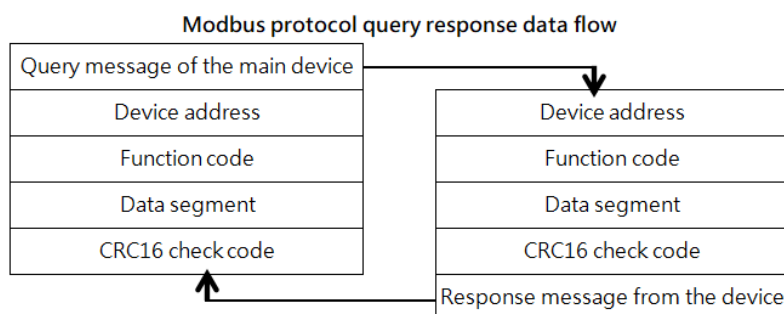 Modbus protocol query response data flow
Query message of the main device
Device address
Function code
Data segment
CRC16 check code
Device address
Function code
Data segment
CRC16 check code
Response message from the device